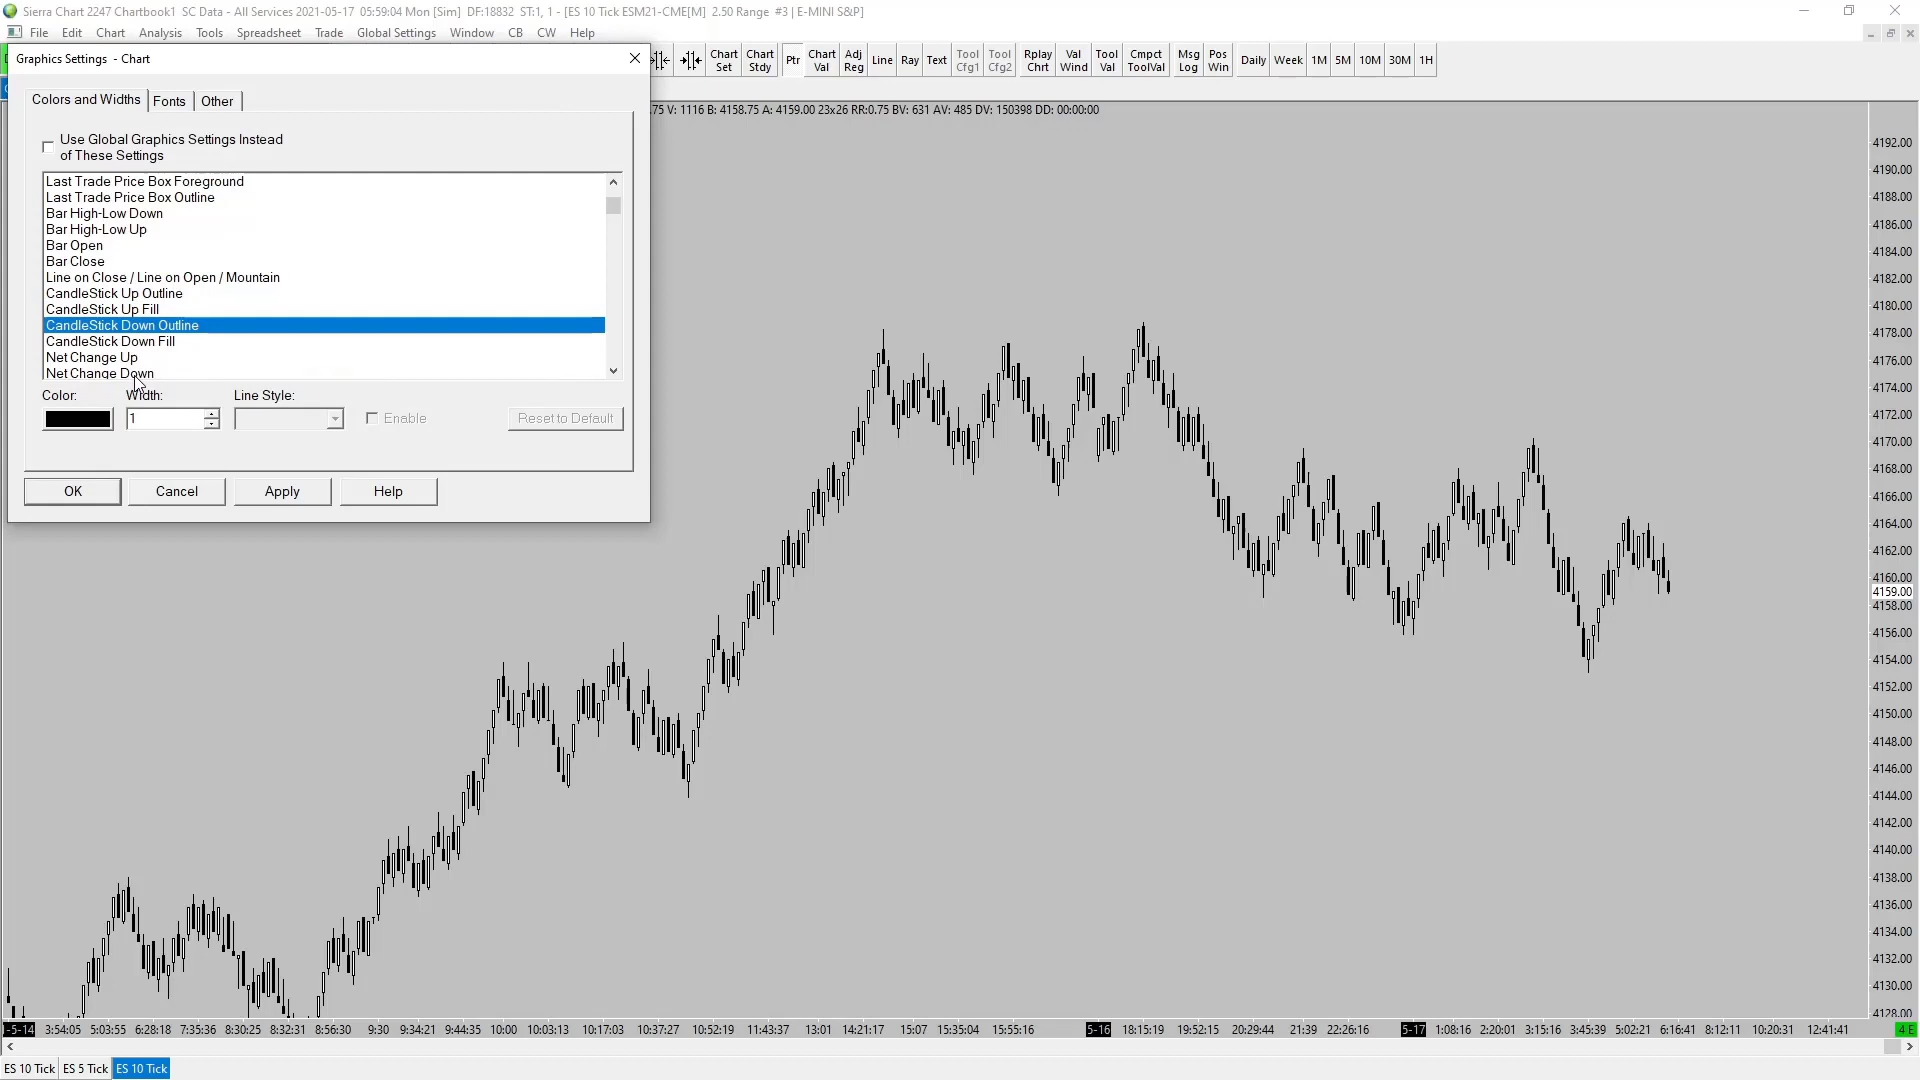 Sierra Chart 2247 Chartbook1 SC Data - All Services 2021-05-17 05:59:04 Mon [Sim] DF:18832 ST:1, 1 - [ES 10 Tick ESM21-CME[M] 2.50 Range #3 | E-MINI S&P]
File Edit Chart Analysis Tools Spreadsheet Trade Global Settings Window CB CW Help
Graphics Settings - Chart
Chart Set
Chart Stdy
Ptr
Chart Val
Adj Reg
Line
Ray
Text
Tool Cfg1
Tool Cfg2
Rplay Chrt
Val Wind
Tool Val
Cmpct ToolVal
Msg Log
Pos Win
Daily
Week
1M
5M
10M
30M
1H
.75 V: 1116 B: 4158.75 A: 4159.00 23x26 RR:0.75 BV: 631 AV: 485 DV: 150398 DD: 00:00:00
Colors and Widths
Fonts
Other
Use Global Graphics Settings Instead
of These Settings
Last Trade Price Box Foreground
Last Trade Price Box Outline
Bar High-Low Down
Bar High-Low Up
Bar Open
Bar Close
Line on Close / Line on Open / Mountain
CandleStick Up Outline
CandleStick Up Fill
CandleStick Down Outline
CandleStick Down Fill
Net Change Up
Net Change Down
Color: Width: Line Style:
1
Enable
Reset to Default
OK
Cancel
Apply
Help
4192.00
4190.00
4188.00
4186.00
4184.00
4182.00
4180.00
4178.00
4176.00
4174.00
4172.00
4170.00
4168.00
4166.00
4164.00
4162.00
4160.00
4159.00
4158.00
4156.00
4154.00
4152.00
4150.00
4148.00
4146.00
4144.00
4142.00
4140.00
4138.00
4136.00
4134.00
4132.00
4130.00
4128.00
1-5-14 3:54:05 5:03:55 6:28:18 7:35:36 8:30:25 8:32:31 8:56:30 9:30 9:34:21 9:44:35 10:00 10:03:13 10:17:03 10:37:27 10:52:19 11:43:37 13:01 14:21:17 15:07 15:35:04 15:55:16 5-16 18:15:19 19:52:15 20:29:44 21:39 22:26:16 5-17 1:08:16 2:20:01 3:15:16 3:45:39 5:02:21 6:16:41 8:12:11 10:20:31 12:41:41 4 E
ES 10 Tick
ES 5 Tick
ES 10 Tick